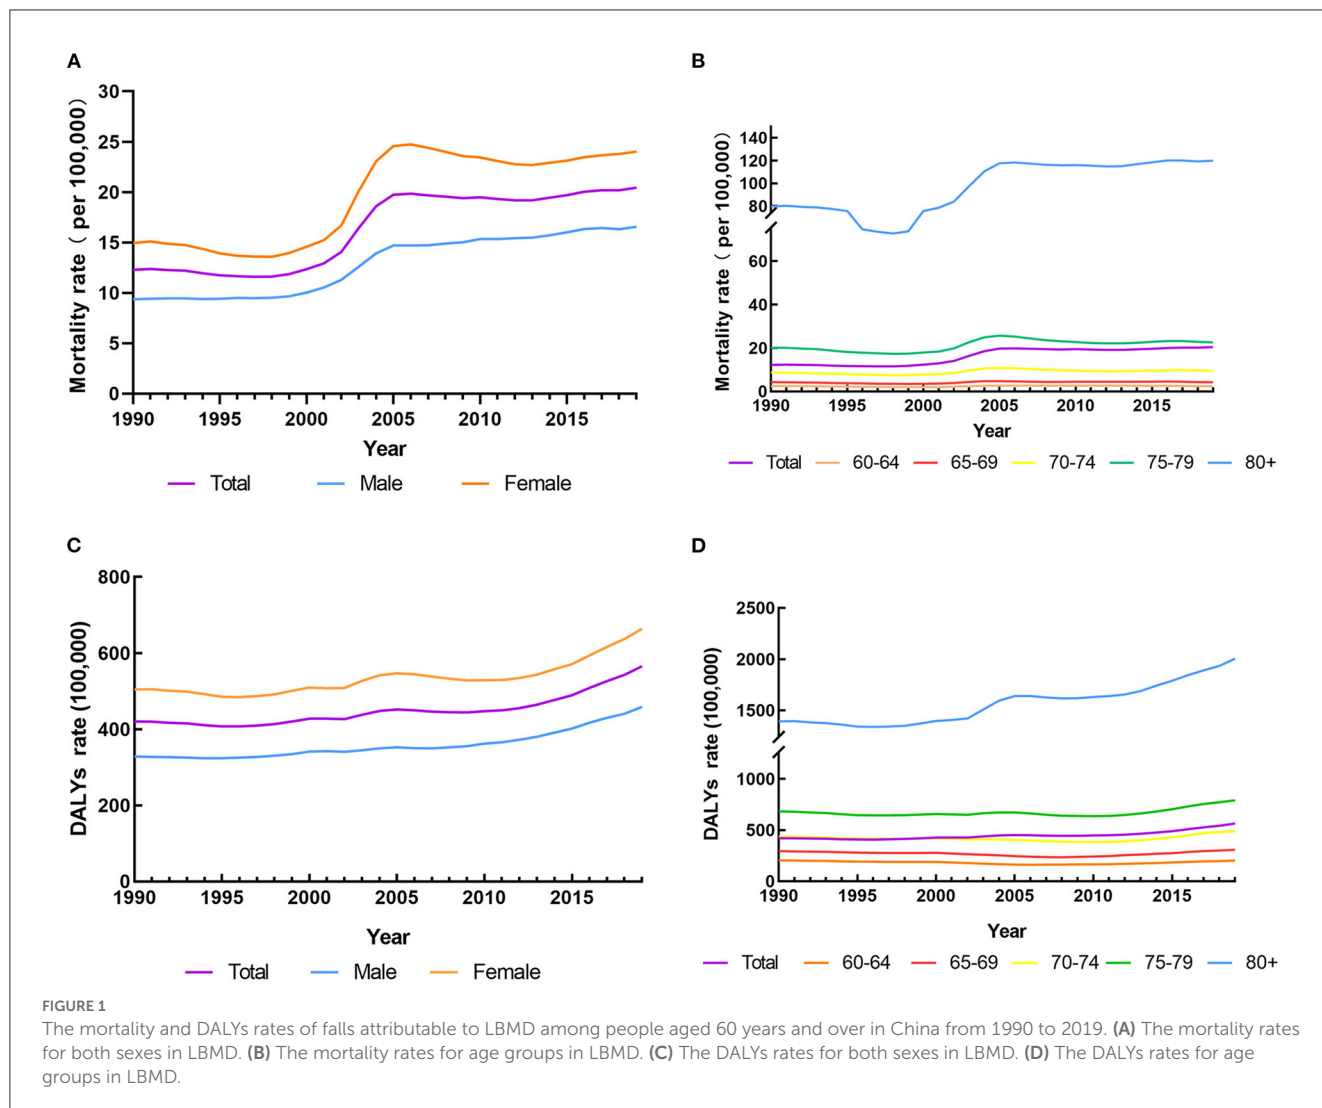 A
Mortality rate ( per 100,000)
30
25
20
15
10
5
0
1990 1995 2000 2005 2010 2015
Year
Total Male Female
B
Mortality rate ( per 100,000)
140
120
100
80
60
40
20
0
1990 1995 2000 2005 2010 2015
Year
Total 60-64 65-69 70-74 75-79 80+
C
DALYs rate (100,000)
800
600
400
200
0
1990 1995 2000 2005 2010 2015
Year
Total Male Female
D
DALYs rate (100,000)
2500
2000
1500
1000
500
0
1990 1995 2000 2005 2010 2015
Year
Total 60-64 65-69 70-74 75-79 80+
FIGURE 1
The mortality and DALYs rates of falls attributable to LBMD among people aged 60 years and over in China from 1990 to 2019. (A) The mortality rates
for both sexes in LBMD. (B) The mortality rates for age groups in LBMD. (C) The DALYs rates for both sexes in LBMD. (D) The DALYs rates for age
groups in LBMD.